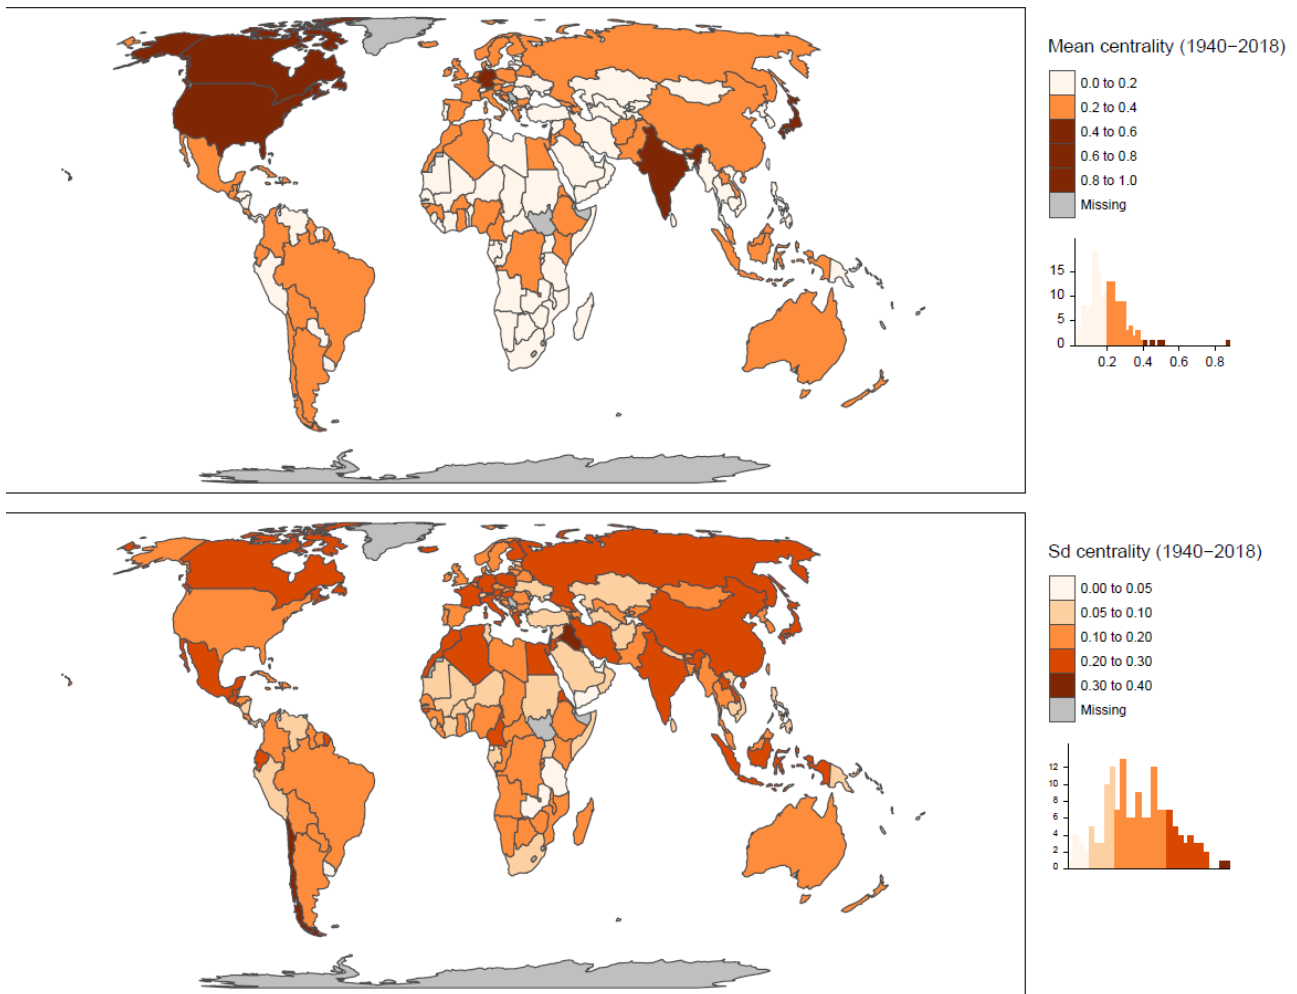 Mean centrality (1940−2018)
0.0 to 0.2
0.2 to 0.4
0.4 to 0.6
0.6 to 0.8
0.8 to 1.0
Missing
15
10
5
0
0.2 0.4 0.6 0.8
Sd centrality (1940−2018)
0.00 to 0.05
0.05 to 0.10
0.10 to 0.20
0.20 to 0.30
0.30 to 0.40
Missing
12
10
8
6
4
2
0